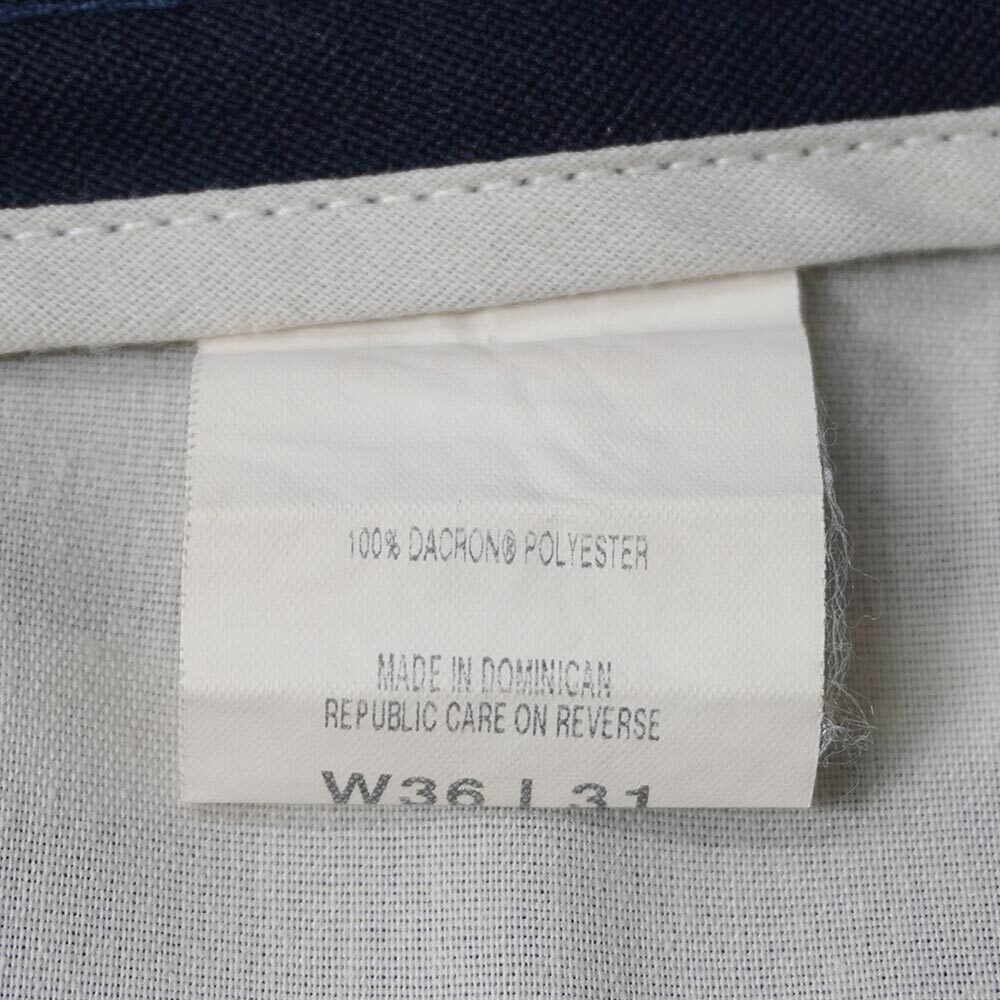 100% DACRON® POLYESTER
MADE IN DOMINICAN
REPUBLIC CARE ON REVERSE
W36 L31